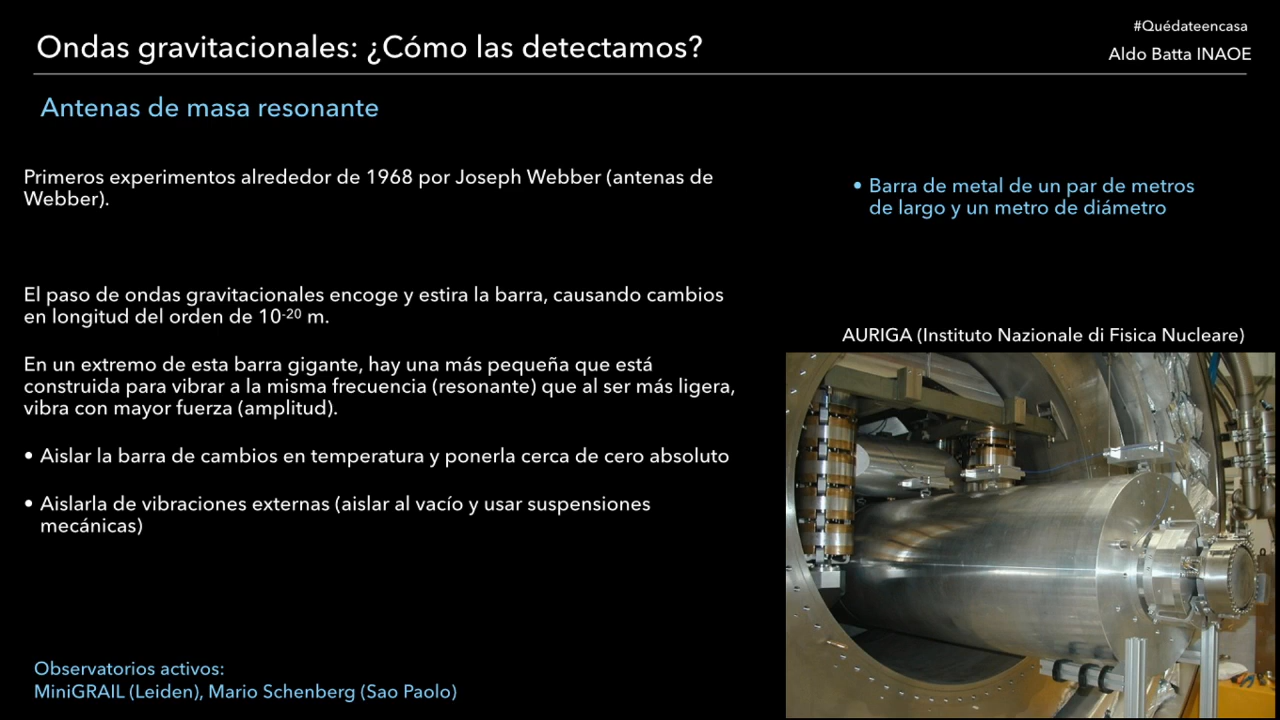 Ondas gravitacionales: ¿Cómo las detectamos?
#Quédateencasa
Aldo Batta INAOE
Antenas de masa resonante
Primeros experimentos alrededor de 1968 por Joseph Webber (antenas de
Webber).
El paso de ondas gravitacionales encoge y estira la barra, causando cambios
en longitud del orden de 10⁻²⁰ m.
En un extremo de esta barra gigante, hay una más pequeña que está
construida para vibrar a la misma frecuencia (resonante) que al ser más ligera,
vibra con mayor fuerza (amplitud).
• Aislar la barra de cambios en temperatura y ponerla cerca de cero absoluto
• Aislarla de vibraciones externas (aislar al vacío y usar suspensiones
mecánicas)
Observatorios activos:
MiniGRAIL (Leiden), Mario Schenberg (Sao Paolo)
• Barra de metal de un par de metros
de largo y un metro de diámetro
AURIGA (Instituto Nazionale di Fisica Nucleare)